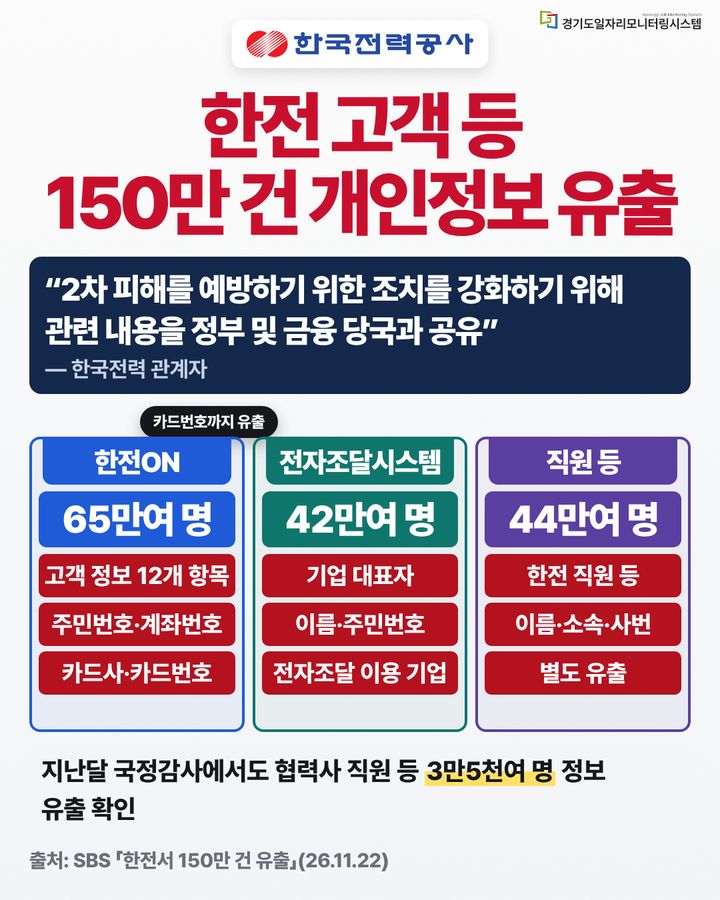 한국전력공사
경기도일자리모니터링시스템
한전 고객 등
150만 건 개인정보 유출
“2차 피해를 예방하기 위한 조치를 강화하기 위해
관련 내용을 정부 및 금융 당국과 공유”
— 한국전력 관계자
카드번호까지 유출
한전ON
65만여 명
고객 정보 12개 항목
주민번호·계좌번호
카드사·카드번호
전자조달시스템
42만여 명
기업 대표자
이름·주민번호
전자조달 이용 기업
직원 등
44만여 명
한전 직원 등
이름·소속·사번
별도 유출
지난달 국정감사에서도 협력사 직원 등 3만5천여 명 정보
유출 확인
출처: SBS 「한전서 150만 건 유출」(26.11.22)